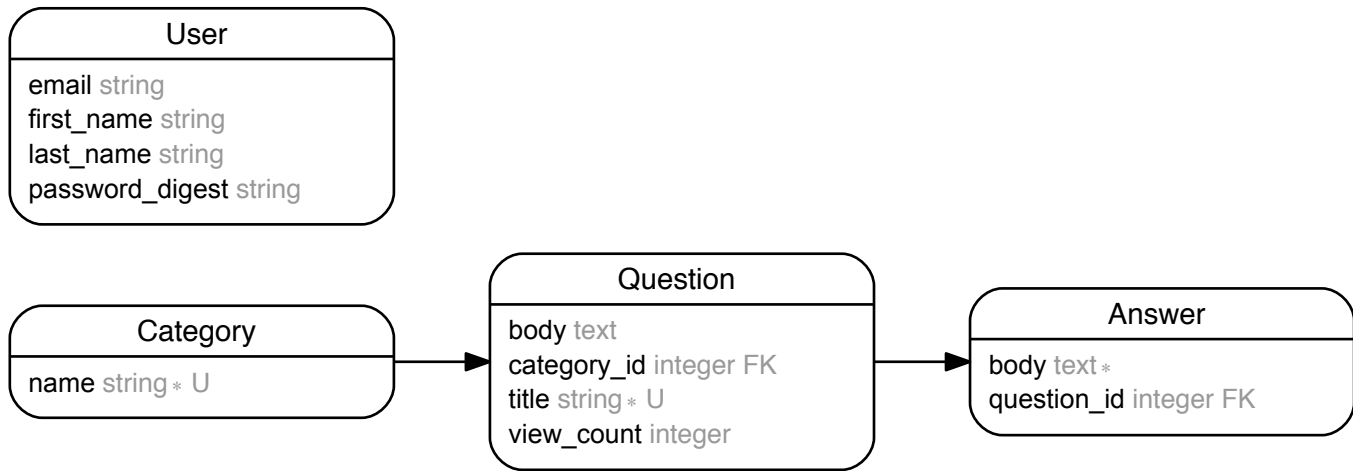 User
email string
first_name string
last_name string
password_digest string
Category
name string∗ U
Question
body text
category_id integer FK
title string∗ U
view_count integer
Answer
body text∗
question_id integer FK